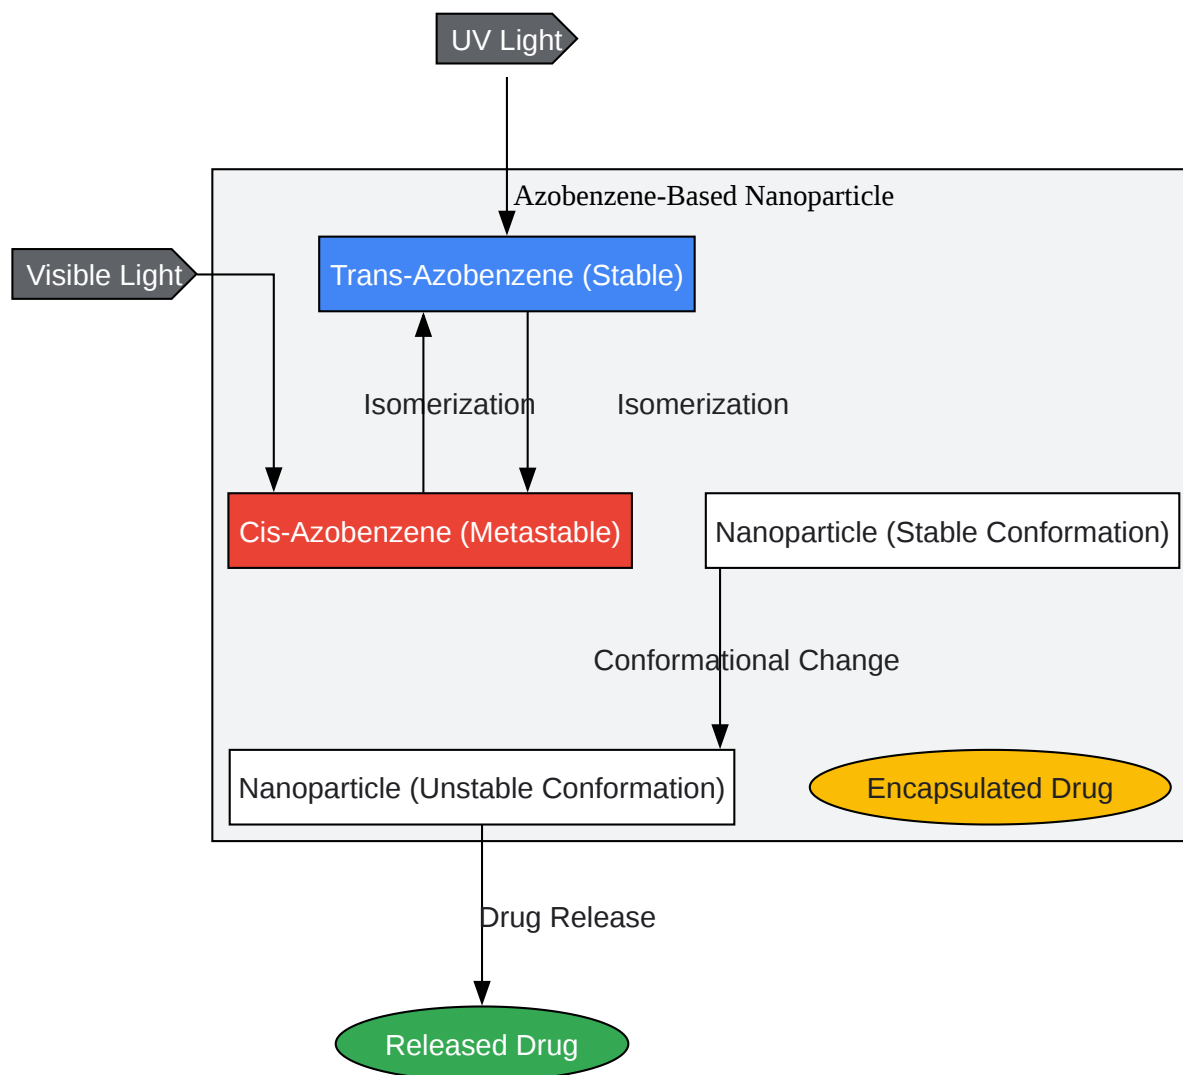 UV Light
Azobenzene-Based Nanoparticle
Visible Light
Trans-Azobenzene (Stable)
Isomerization
Isomerization
Cis-Azobenzene (Metastable)
Nanoparticle (Stable Conformation)
Conformational Change
Nanoparticle (Unstable Conformation)
Encapsulated Drug
Drug Release
Released Drug